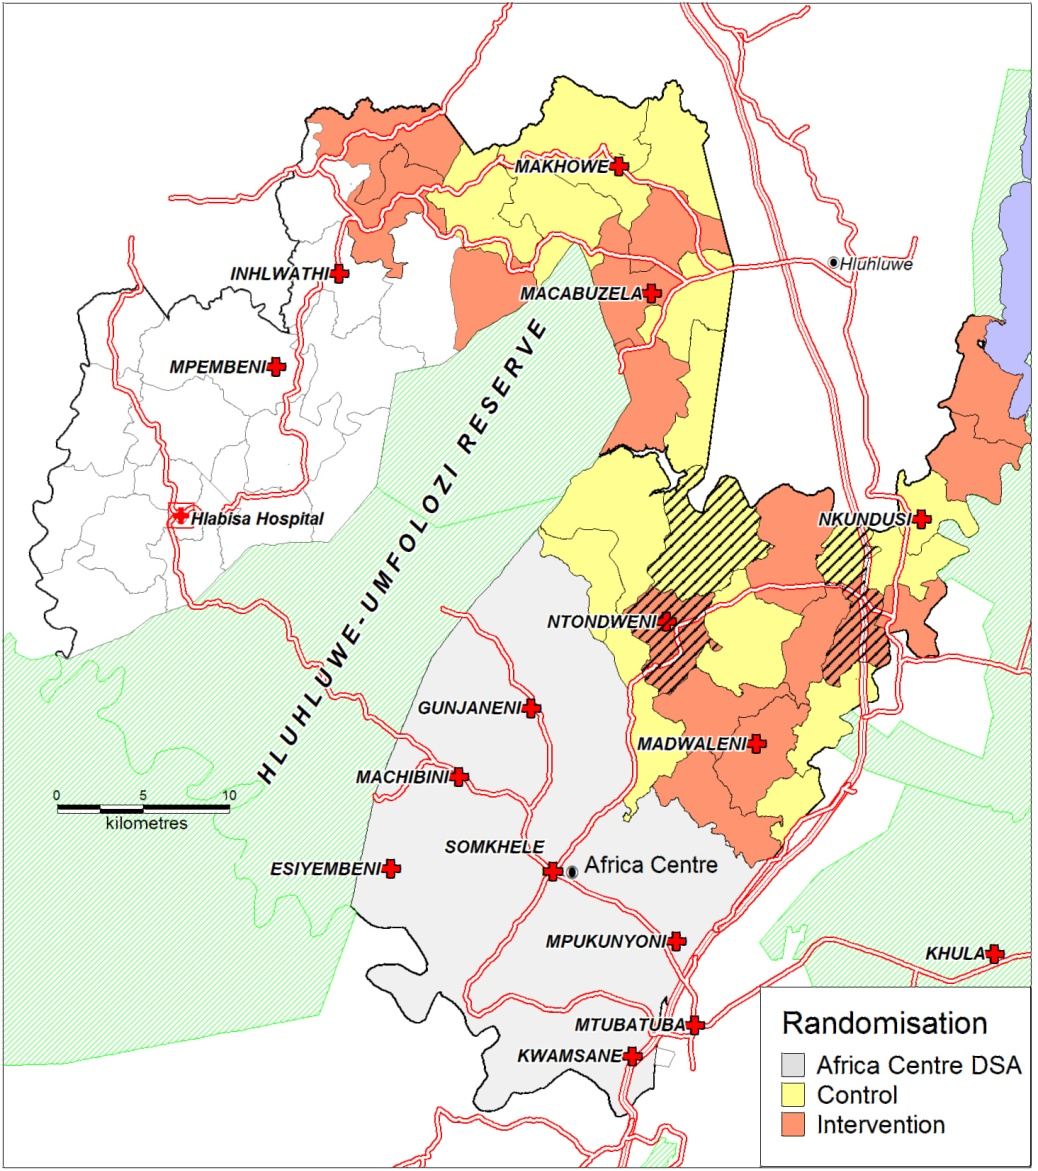 MAKHOWE
Hluhluwe
INHLWATHI
MACABUZELA
MPEMBENI
HLUHLUWE-UMFOLOZI RESERVE
Hlabisa Hospital
NKUNDUSI
NTONDWENI
GUNJANENI
MADWALENI
MACHIBINI
0 5 10
kilometres
SOMKHELE
Africa Centre
ESIYEMBENI
MPUKUNYONI
KHULA
MTUBATUBA
KWAMSANE
Randomisation
Africa Centre DSA
Control
Intervention